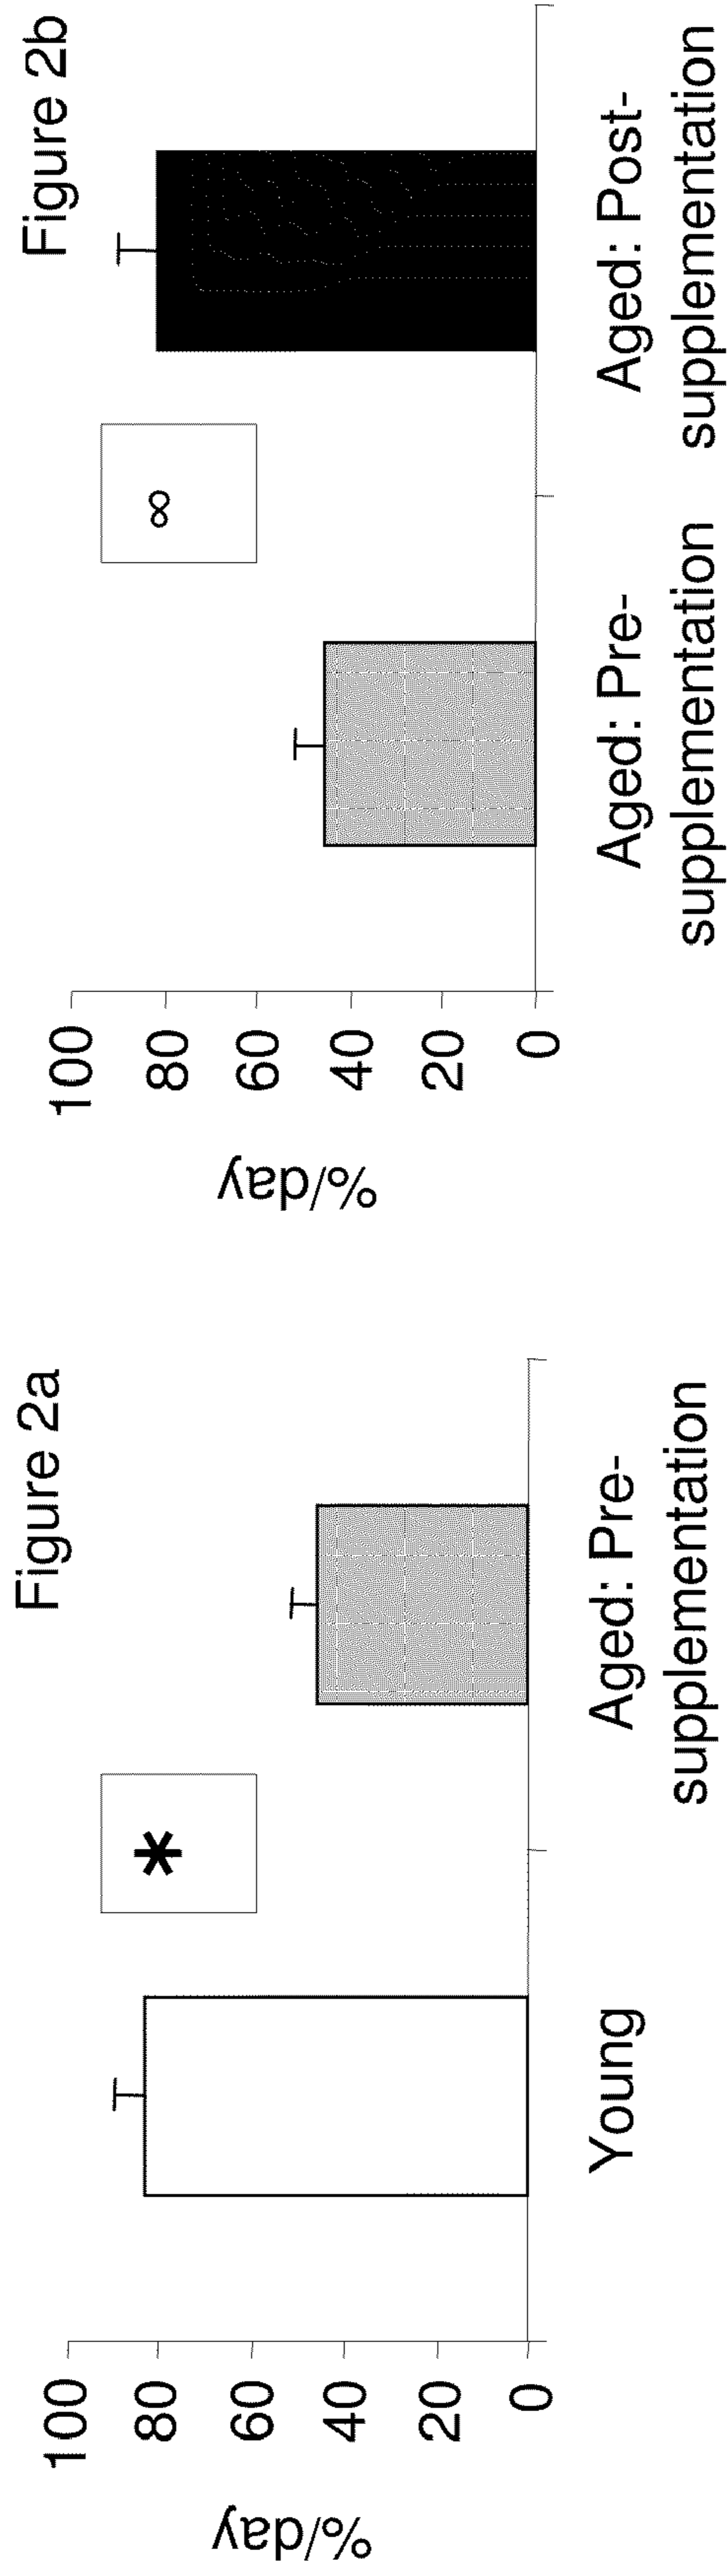 Figure 2a
%/day
100
80
60
40
20
0
*
Young
Aged: Pre-
supplementation
Figure 2b
%/day
100
80
60
40
20
0
∞
Aged: Pre-
supplementation
Aged: Post-
supplementation